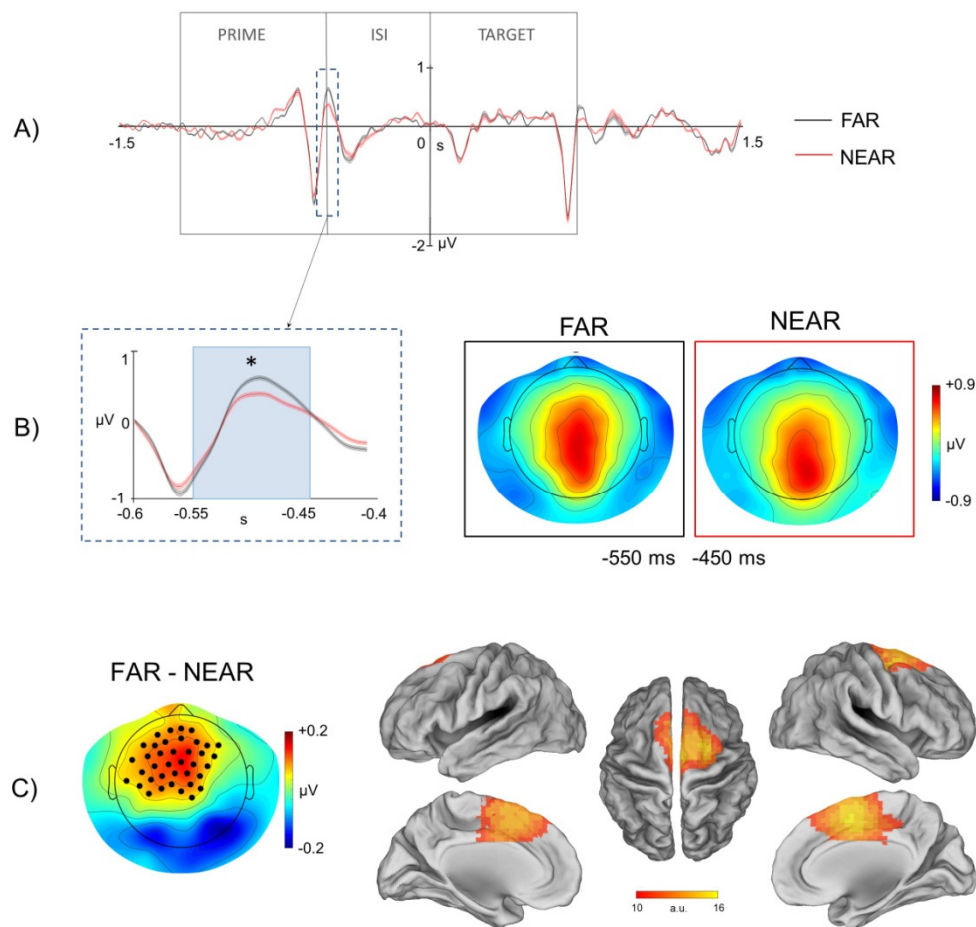 PRIME ISI TARGET
1
A)
-1.5 0 s 1.5
FAR
NEAR
-2 µV
B)
1
*
µV 0
-1
-0.6 -0.55 -0.45 -0.4
s
FAR NEAR
+0.9
µV
-0.9
-550 ms -450 ms
C)
FAR - NEAR
+0.2
µV
-0.2
10 a.u. 16